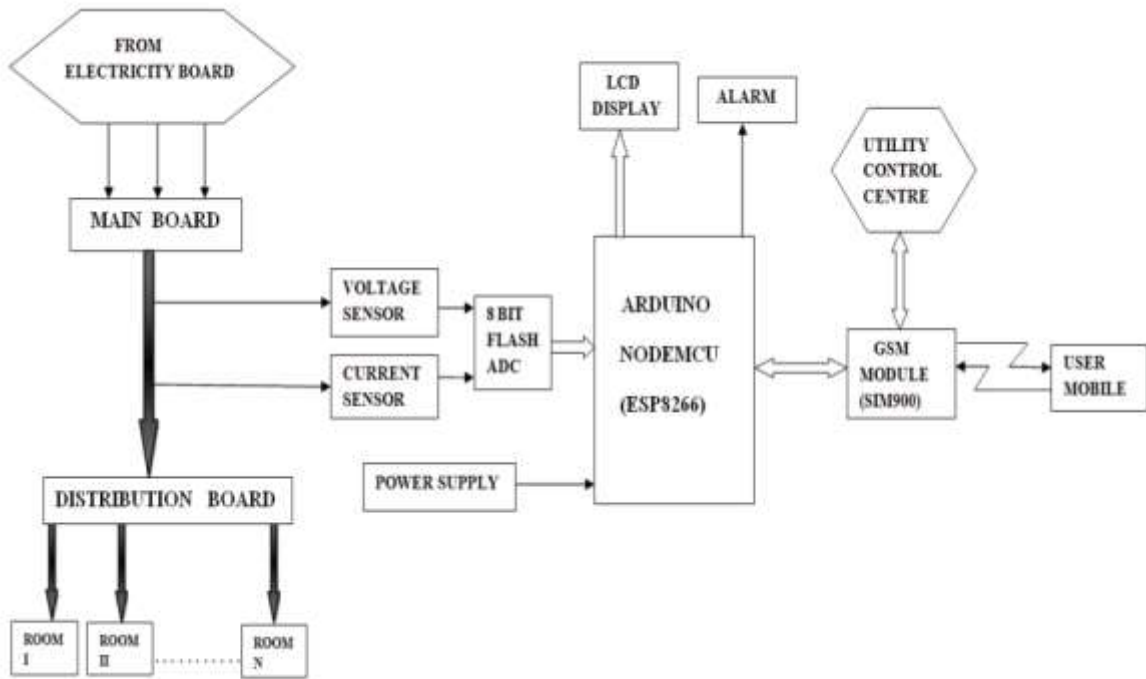 FROM
ELECTRICITY BOARD
MAIN BOARD
DISTRIBUTION BOARD
ROOM
I
ROOM
II
ROOM
N
VOLTAGE
SENSOR
CURRENT
SENSOR
8 BIT
FLASH
ADC
POWER SUPPLY
LCD
DISPLAY
ALARM
ARDUINO
NODEMCU
(ESP8266)
UTILITY
CONTROL
CENTRE
GSM
MODULE
(SIM900)
USER
MOBILE